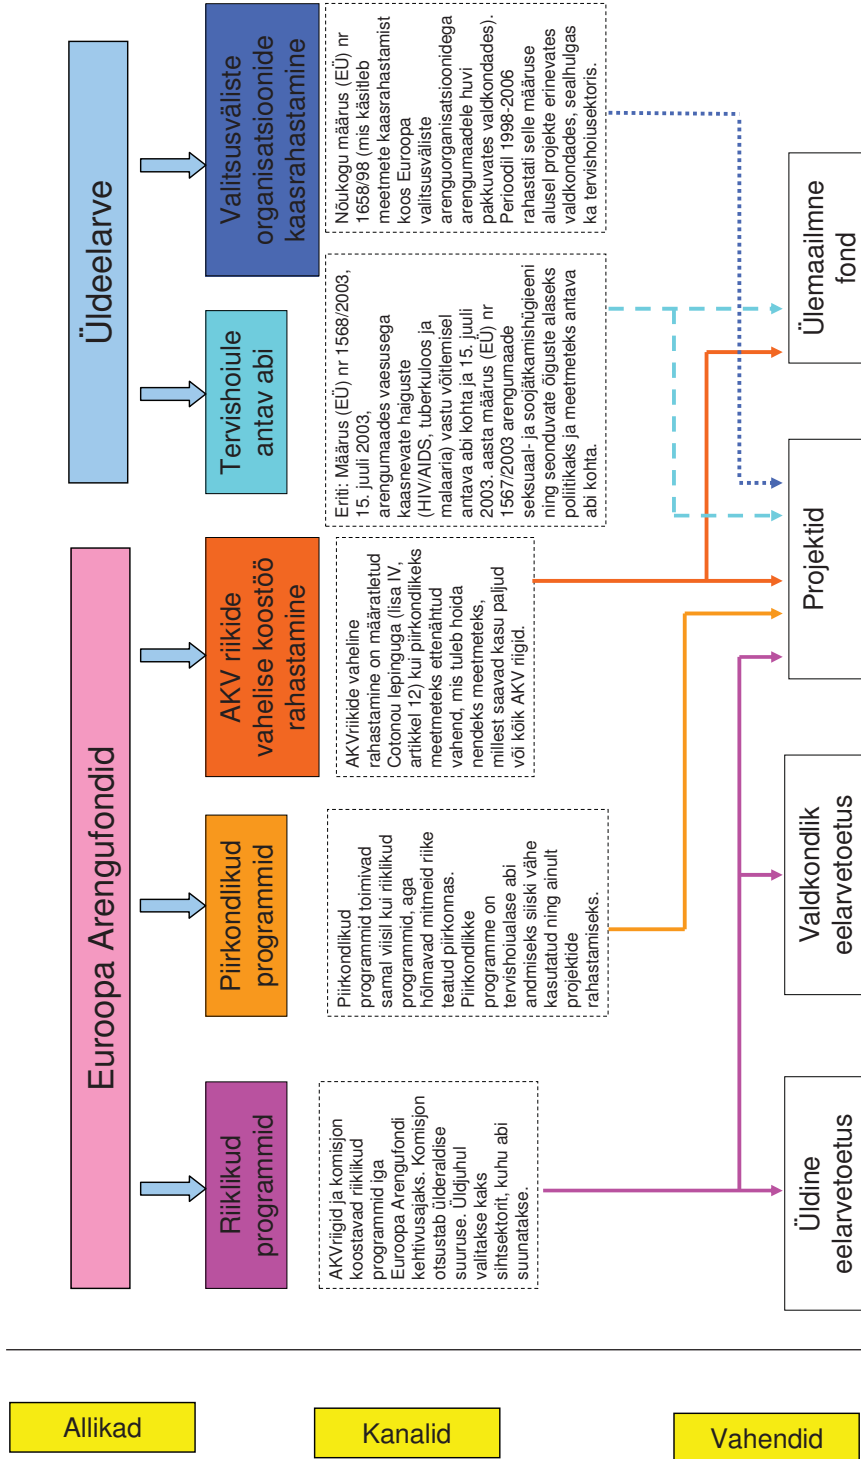 Allikad
Euroopa Arengufondid
Üldeelarve
Kanalid
Riiklikud
programmid
Piirkondlikud
programmid
AKV riikide
vahelise koostöö
rahastamine
Tervishoiule
antav abi
Valitsusväliste
organisatsioonide
kaasrahastamine
AKVriigid ja komisjon
koostavad riiklikud
programmid iga
Euroopa Arengufondi
kehtivusajaks. Komisjon
otsustab ülderaldise
suuruse. Üldjuhul
valitakse kaks
sihtsektorit, kuhu abi
suunatakse.
Piirkondlikud
programmid toimivad
samal viisil kui riiklikud
programmid, aga
hõlmavad mitmeid riike
teatud piirkonnas.
Piirkondlikke
programme on
tervishoiualase abi
andmiseks siiski vähe
kasutatud ning ainult
projektide
rahastamiseks.
AKVriikide vaheline
rahastamine on määratletud
Cotonou lepinguga (lisa IV,
artikkel 12) kui piirkondlikeks
meetmeteks ettenähtud
vahend, mis tuleb hoida
nendeks meetmeteks,
millest saavad kasu paljud
või kõik AKV riigid.
Eriti: Määrus (EÜ) nr 1568/2003,
15. juuli 2003,
arengumaades vaesusega
kaasnevate haiguste
(HIV/AIDS, tuberkuloos ja
malaaria) vastu võitlemisel
antava abi kohta ja 15. juuli
2003. aasta määrus (EÜ) nr
1567/2003 arengumaade
seksuaal- ja soojätkamishügieeni
ning seonduvate õiguste alaseks
poliitikaks ja meetmeteks antava
abi kohta.
Nõukogu määrus (EÜ) nr
1658/98 (mis käsitleb
meetmete kaasrahastamist
koos Euroopa
valitsusväliste
arenguorganisatsioonidega
arengumaadele huvi
pakkuvates valdkondades).
Perioodil 1998-2006
rahastati selle määruse
alusel projekte erinevates
valdkondades, sealhulgas
ka tervishoiusektoris.
Vahendid
Üldine
eelarvetoetus
Valdkondlik
eelarvetoetus
Projektid
Ülemaailmne
fond